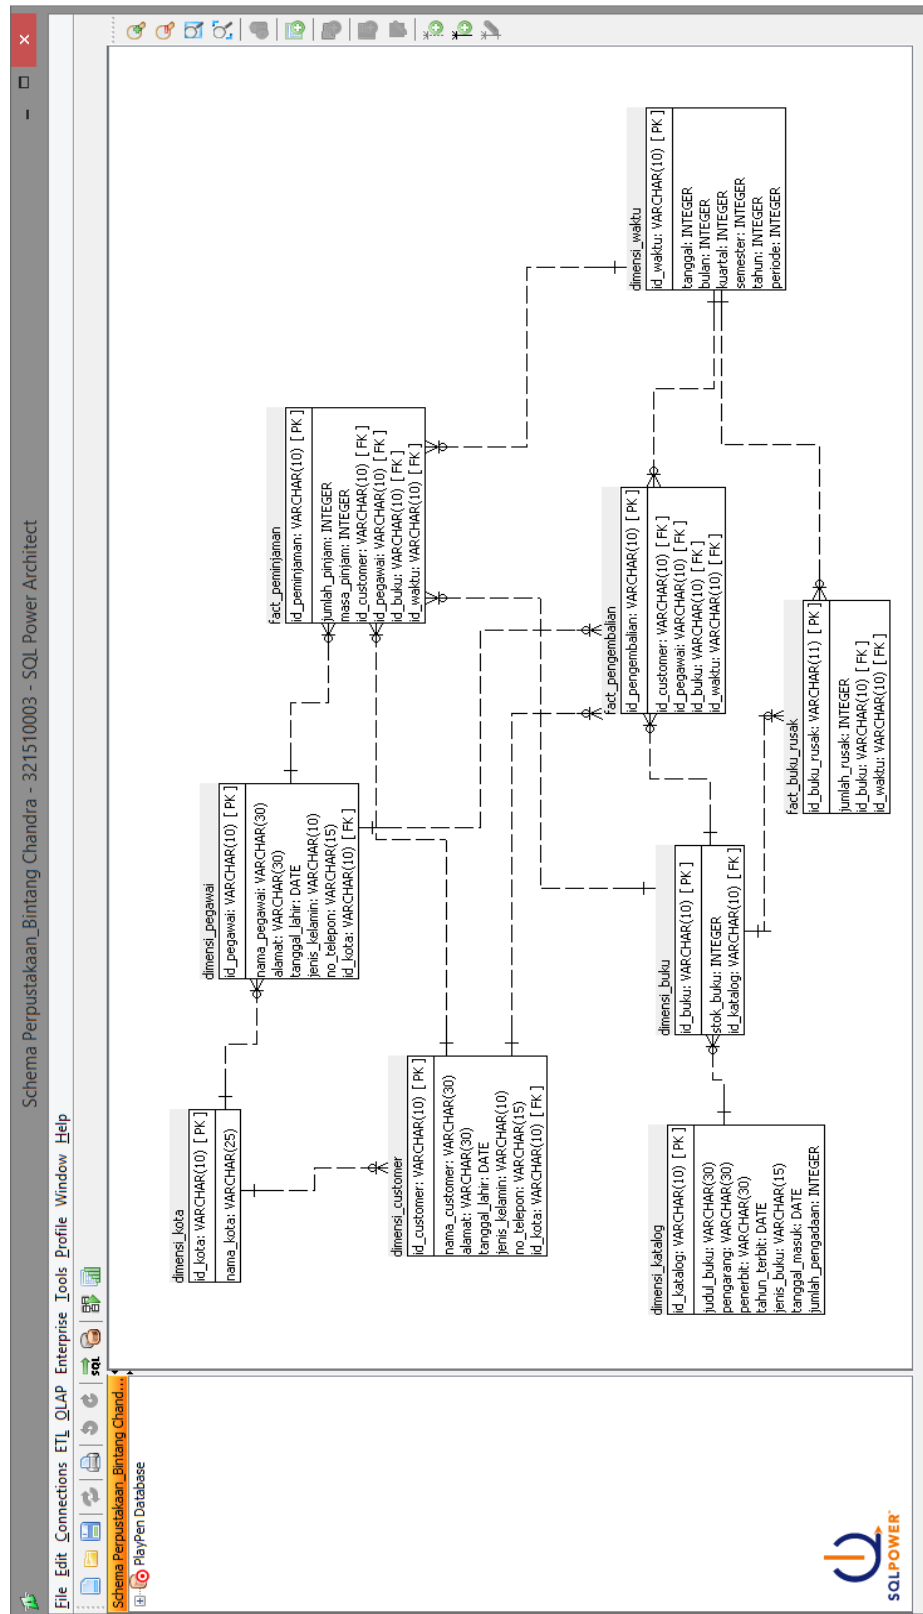 Schema Perpustakaan_Bintang Chandra - 321510003 - SQL Power Architect
File Edit Connections ETL OLAP Enterprise Tools Profile Window Help
SQL
Schema Perpustakaan_Bintang Chand...
PlayPen Database
SQLPOWER
dimensi_kota
id_kota: VARCHAR(10) [ PK ]
nama_kota: VARCHAR(25)
dimensi_pegawai
id_pegawai: VARCHAR(10) [ PK ]
nama_pegawai: VARCHAR(30)
alamat: VARCHAR(30)
tanggal_lahir: DATE
jenis_kelamin: VARCHAR(10)
no_telepon: VARCHAR(15)
id_kota: VARCHAR(10) [ FK ]
fact_peminjaman
id_peminjaman: VARCHAR(10) [ PK ]
jumlah_pinjam: INTEGER
masa_pinjam: INTEGER
id_customer: VARCHAR(10) [ FK ]
id_pegawai: VARCHAR(10) [ FK ]
id_buku: VARCHAR(10) [ FK ]
id_waktu: VARCHAR(10) [ FK ]
dimensi_customer
id_customer: VARCHAR(10) [ PK ]
nama_customer: VARCHAR(30)
alamat: VARCHAR(30)
tanggal_lahir: DATE
jenis_kelamin: VARCHAR(10)
no_telepon: VARCHAR(15)
id_kota: VARCHAR(10) [ FK ]
fact_pengembalian
id_pengembalian: VARCHAR(10) [ PK ]
id_customer: VARCHAR(10) [ FK ]
id_pegawai: VARCHAR(10) [ FK ]
id_buku: VARCHAR(10) [ FK ]
id_waktu: VARCHAR(10) [ FK ]
dimensi_waktu
id_waktu: VARCHAR(10) [ PK ]
tanggal: INTEGER
bulan: INTEGER
kuartal: INTEGER
semester: INTEGER
tahun: INTEGER
periode: INTEGER
dimensi_katalog
id_katalog: VARCHAR(10) [ PK ]
judul_buku: VARCHAR(30)
pengarang: VARCHAR(30)
penerbit: VARCHAR(30)
tahun_terbit: DATE
jenis_buku: VARCHAR(15)
tanggal_masuk: DATE
jumlah_pengadaan: INTEGER
dimensi_buku
id_buku: VARCHAR(10) [ PK ]
stok_buku: INTEGER
id_katalog: VARCHAR(10) [ FK ]
fact_buku_rusak
id_buku_rusak: VARCHAR(11) [ PK ]
jumlah_rusak: INTEGER
id_buku: VARCHAR(10) [ FK ]
id_waktu: VARCHAR(10) [ FK ]